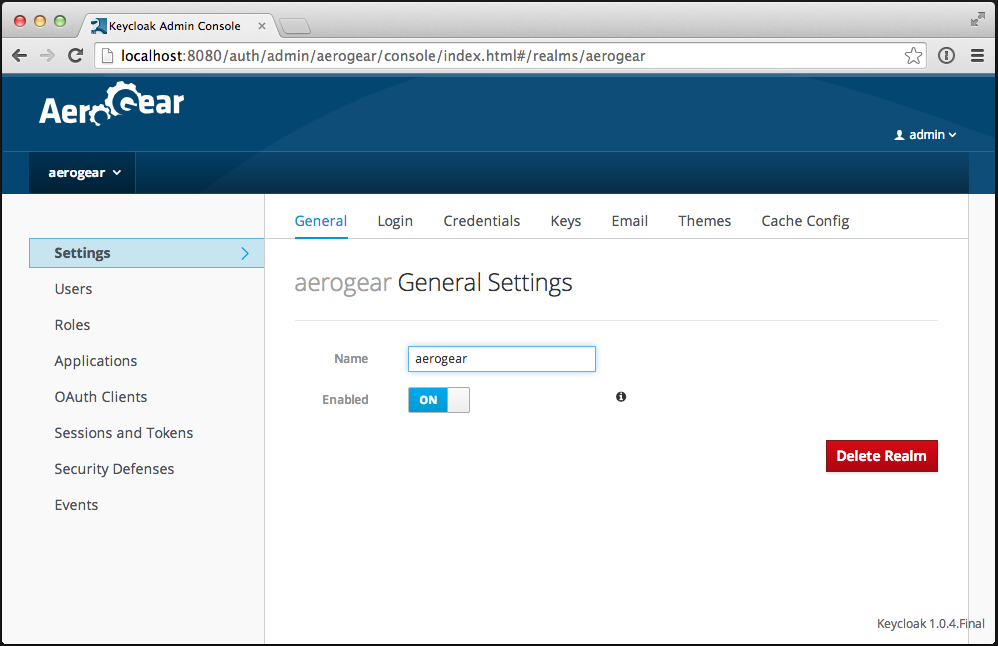 Keycloak Admin Console
localhost:8080/auth/admin/aerogear/console/index.html#/realms/aerogear
AeroGear
admin
aerogear
General Login Credentials Keys Email Themes Cache Config
Settings
Users
Roles
Applications
OAuth Clients
Sessions and Tokens
Security Defenses
Events
aerogear General Settings
Name aerogear
Enabled ON
Delete Realm
Keycloak 1.0.4.Final